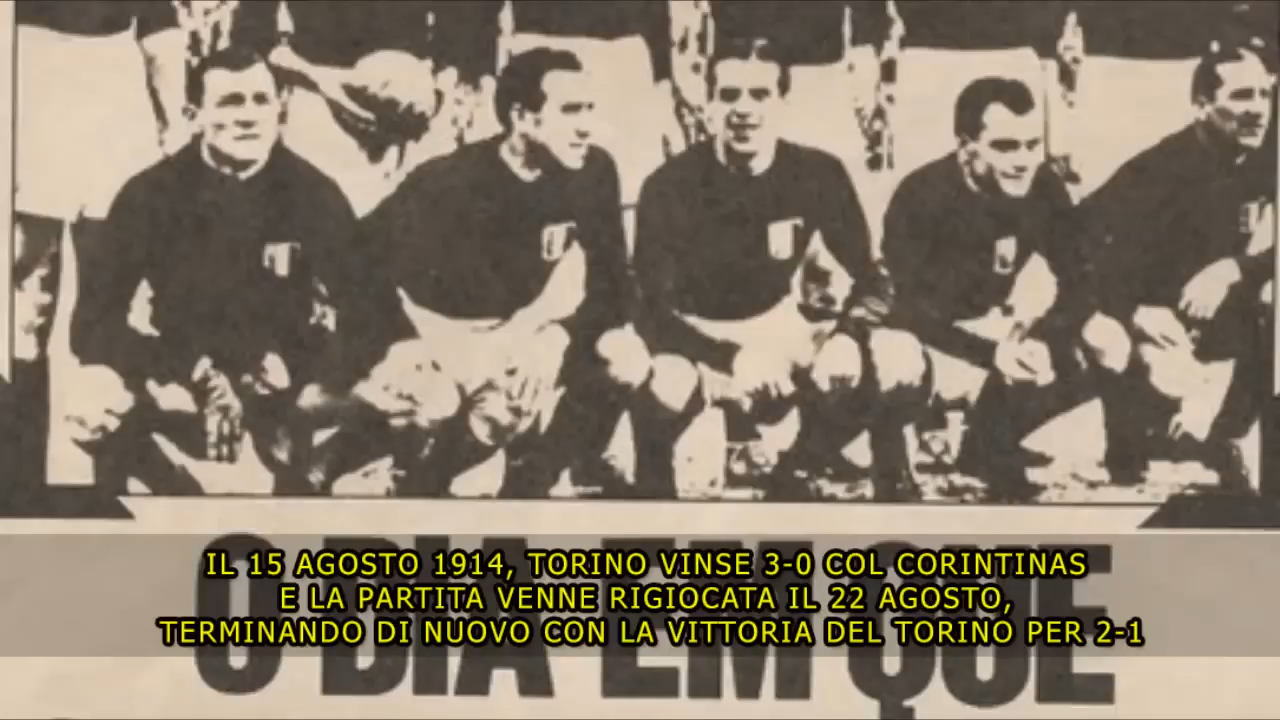 IL 15 AGOSTO 1914, TORINO VINSE 3-0 COL CORINTINAS
E LA PARTITA VENNE RIGIOCATA IL 22 AGOSTO,
TERMINANDO DI NUOVO CON LA VITTORIA DEL TORINO PER 2-1
O DIA EM QUE